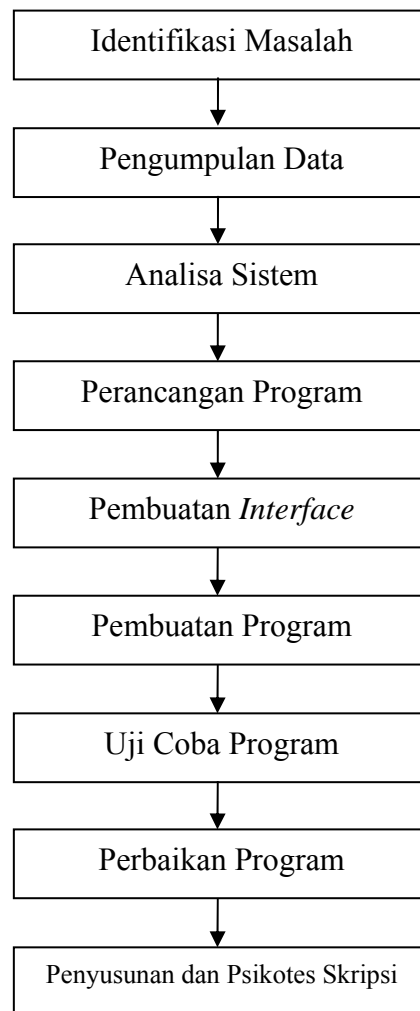 Identifikasi Masalah
Pengumpulan Data
Analisa Sistem
Perancangan Program
Pembuatan Interface
Pembuatan Program
Uji Coba Program
Perbaikan Program
Penyusunan dan Psikotes Skripsi